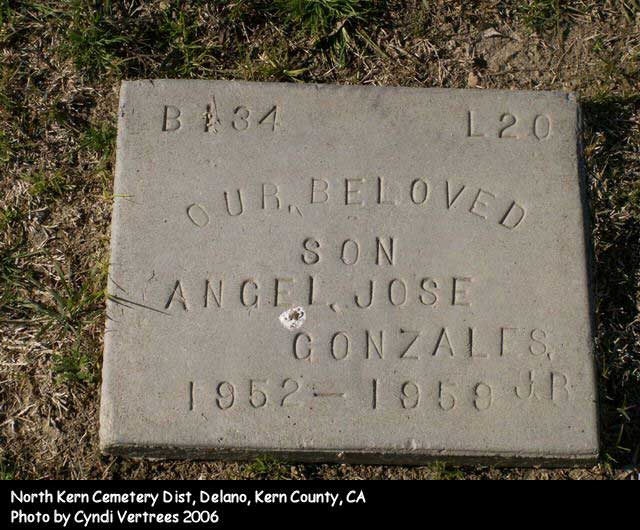 B 134 L20
OUR BELOVED
SON
ANGEL JOSE
GONZALES
1952 — 1959 JR
North Kern Cemetery Dist, Delano, Kern County, CA
Photo by Cyndi Vertrees 2006